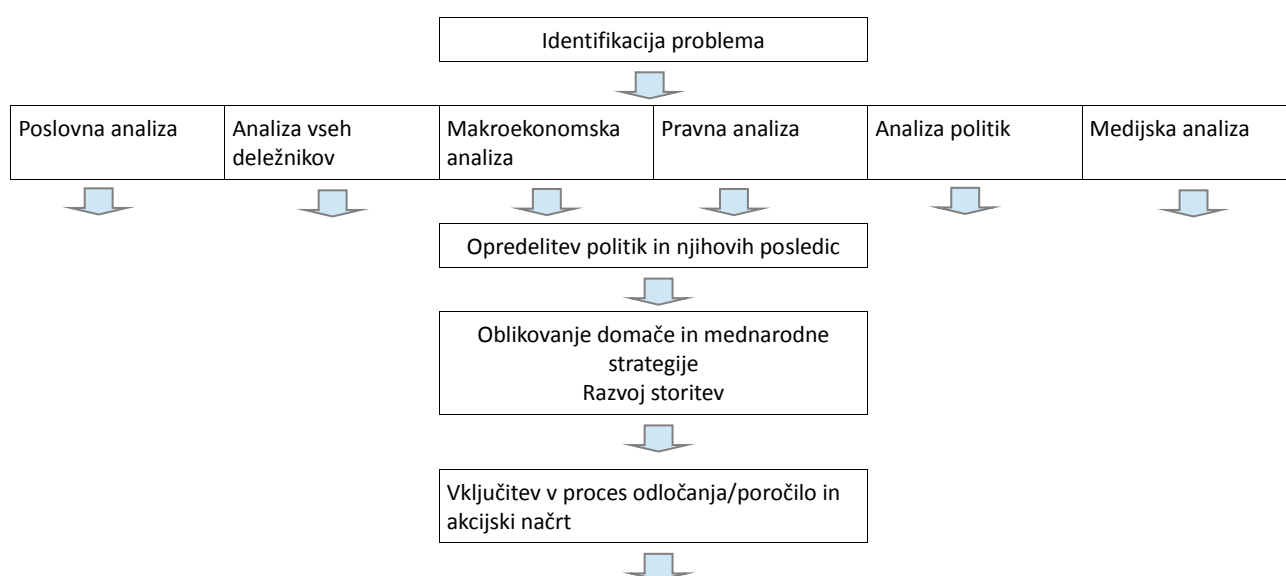 Identifikacija problema
Poslovna analiza
Analiza vseh
deležnikov
Makroekonomska
analiza
Pravna analiza
Analiza politik
Medijska analiza
Opredelitev politik in njihovih posledic
Oblikovanje domače in mednarodne
strategije
Razvoj storitev
Vključitev v proces odločanja/poročilo in
akcijski načrt